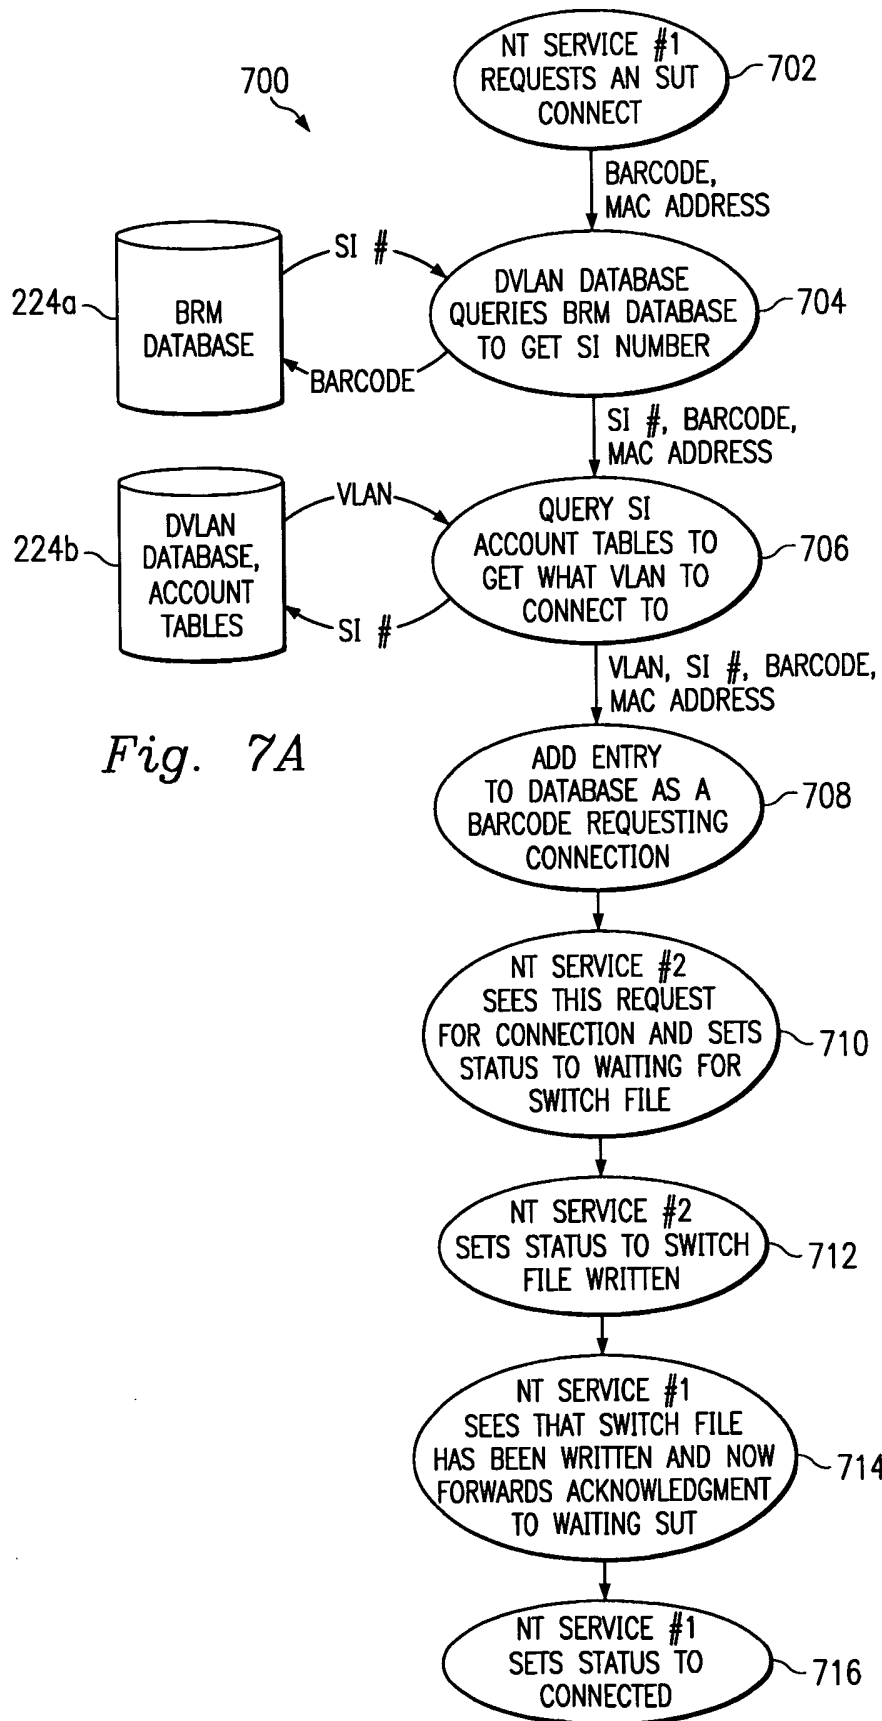 NT SERVICE #1
REQUESTS AN SUT
CONNECT
702
700
BARCODE,
MAC ADDRESS
SI #
BRM
DATABASE
224a
BARCODE
DVLAN DATABASE
QUERIES BRM DATABASE
TO GET SI NUMBER
704
SI #, BARCODE,
MAC ADDRESS
VLAN
DVLAN
DATABASE,
ACCOUNT
TABLES
224b
SI #
QUERY SI
ACCOUNT TABLES TO
GET WHAT VLAN TO
CONNECT TO
706
VLAN, SI #, BARCODE,
MAC ADDRESS
Fig. 7A
ADD ENTRY
TO DATABASE AS A
BARCODE REQUESTING
CONNECTION
708
NT SERVICE #2
SEES THIS REQUEST
FOR CONNECTION AND SETS
STATUS TO WAITING FOR
SWITCH FILE
710
NT SERVICE #2
SETS STATUS TO SWITCH
FILE WRITTEN
712
NT SERVICE #1
SEES THAT SWITCH FILE
HAS BEEN WRITTEN AND NOW
FORWARDS ACKNOWLEDGMENT
TO WAITING SUT
714
NT SERVICE #1
SETS STATUS TO
CONNECTED
716